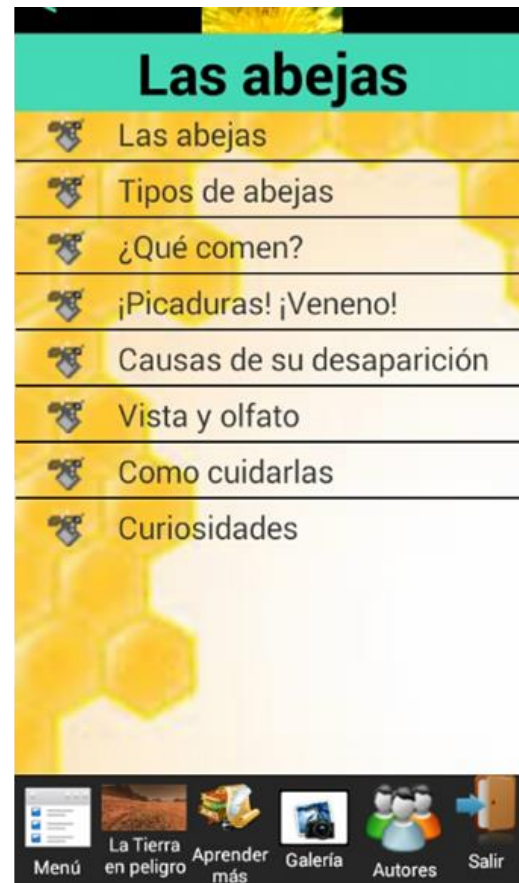 Las abejas
Las abejas
Tipos de abejas
¿Qué comen?
¡Picaduras! ¡Veneno!
Causas de su desaparición
Vista y olfato
Como cuidarlas
Curiosidades
Menú
La Tierra
en peligro
Aprender
más
Galería
Autores
Salir